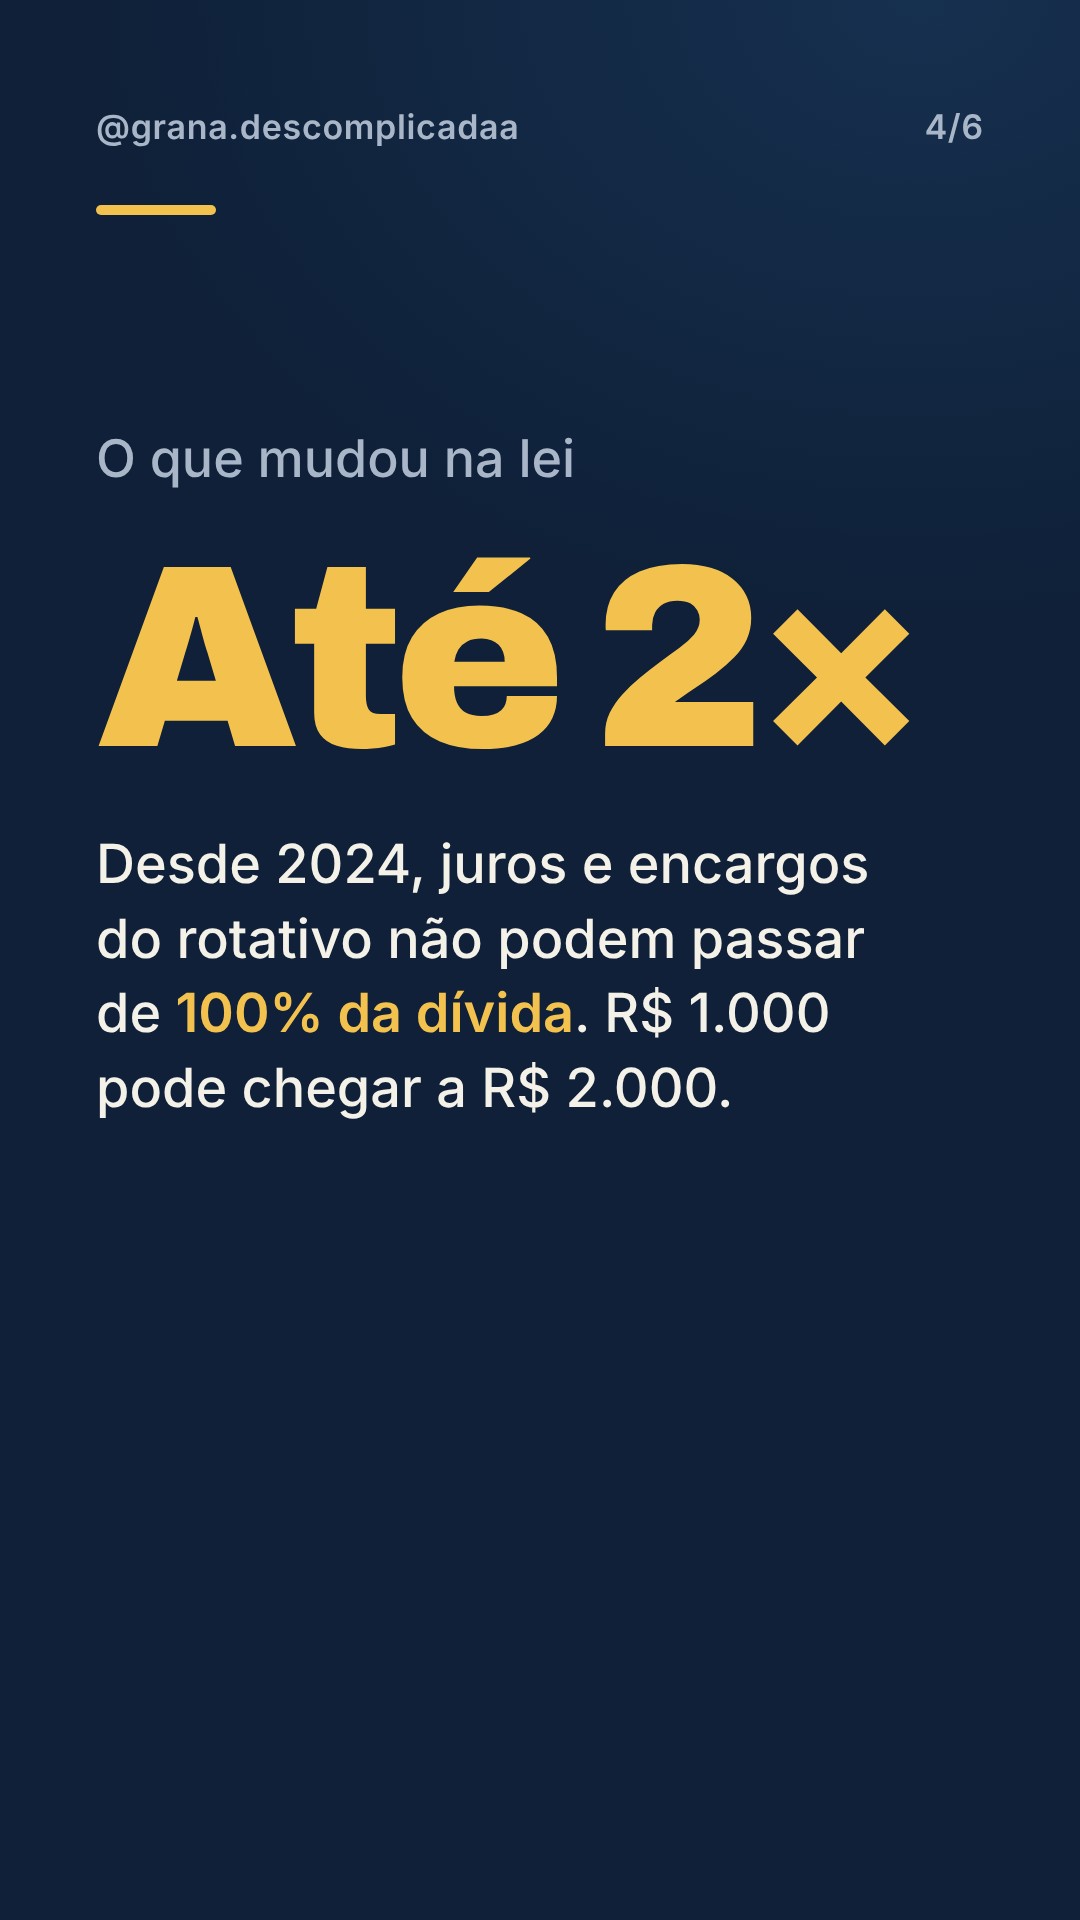 @grana.descomplicadaa
4/6
O que mudou na lei
Até 2×
Desde 2024, juros e encargos
do rotativo não podem passar
de 100% da dívida. R$ 1.000
pode chegar a R$ 2.000.